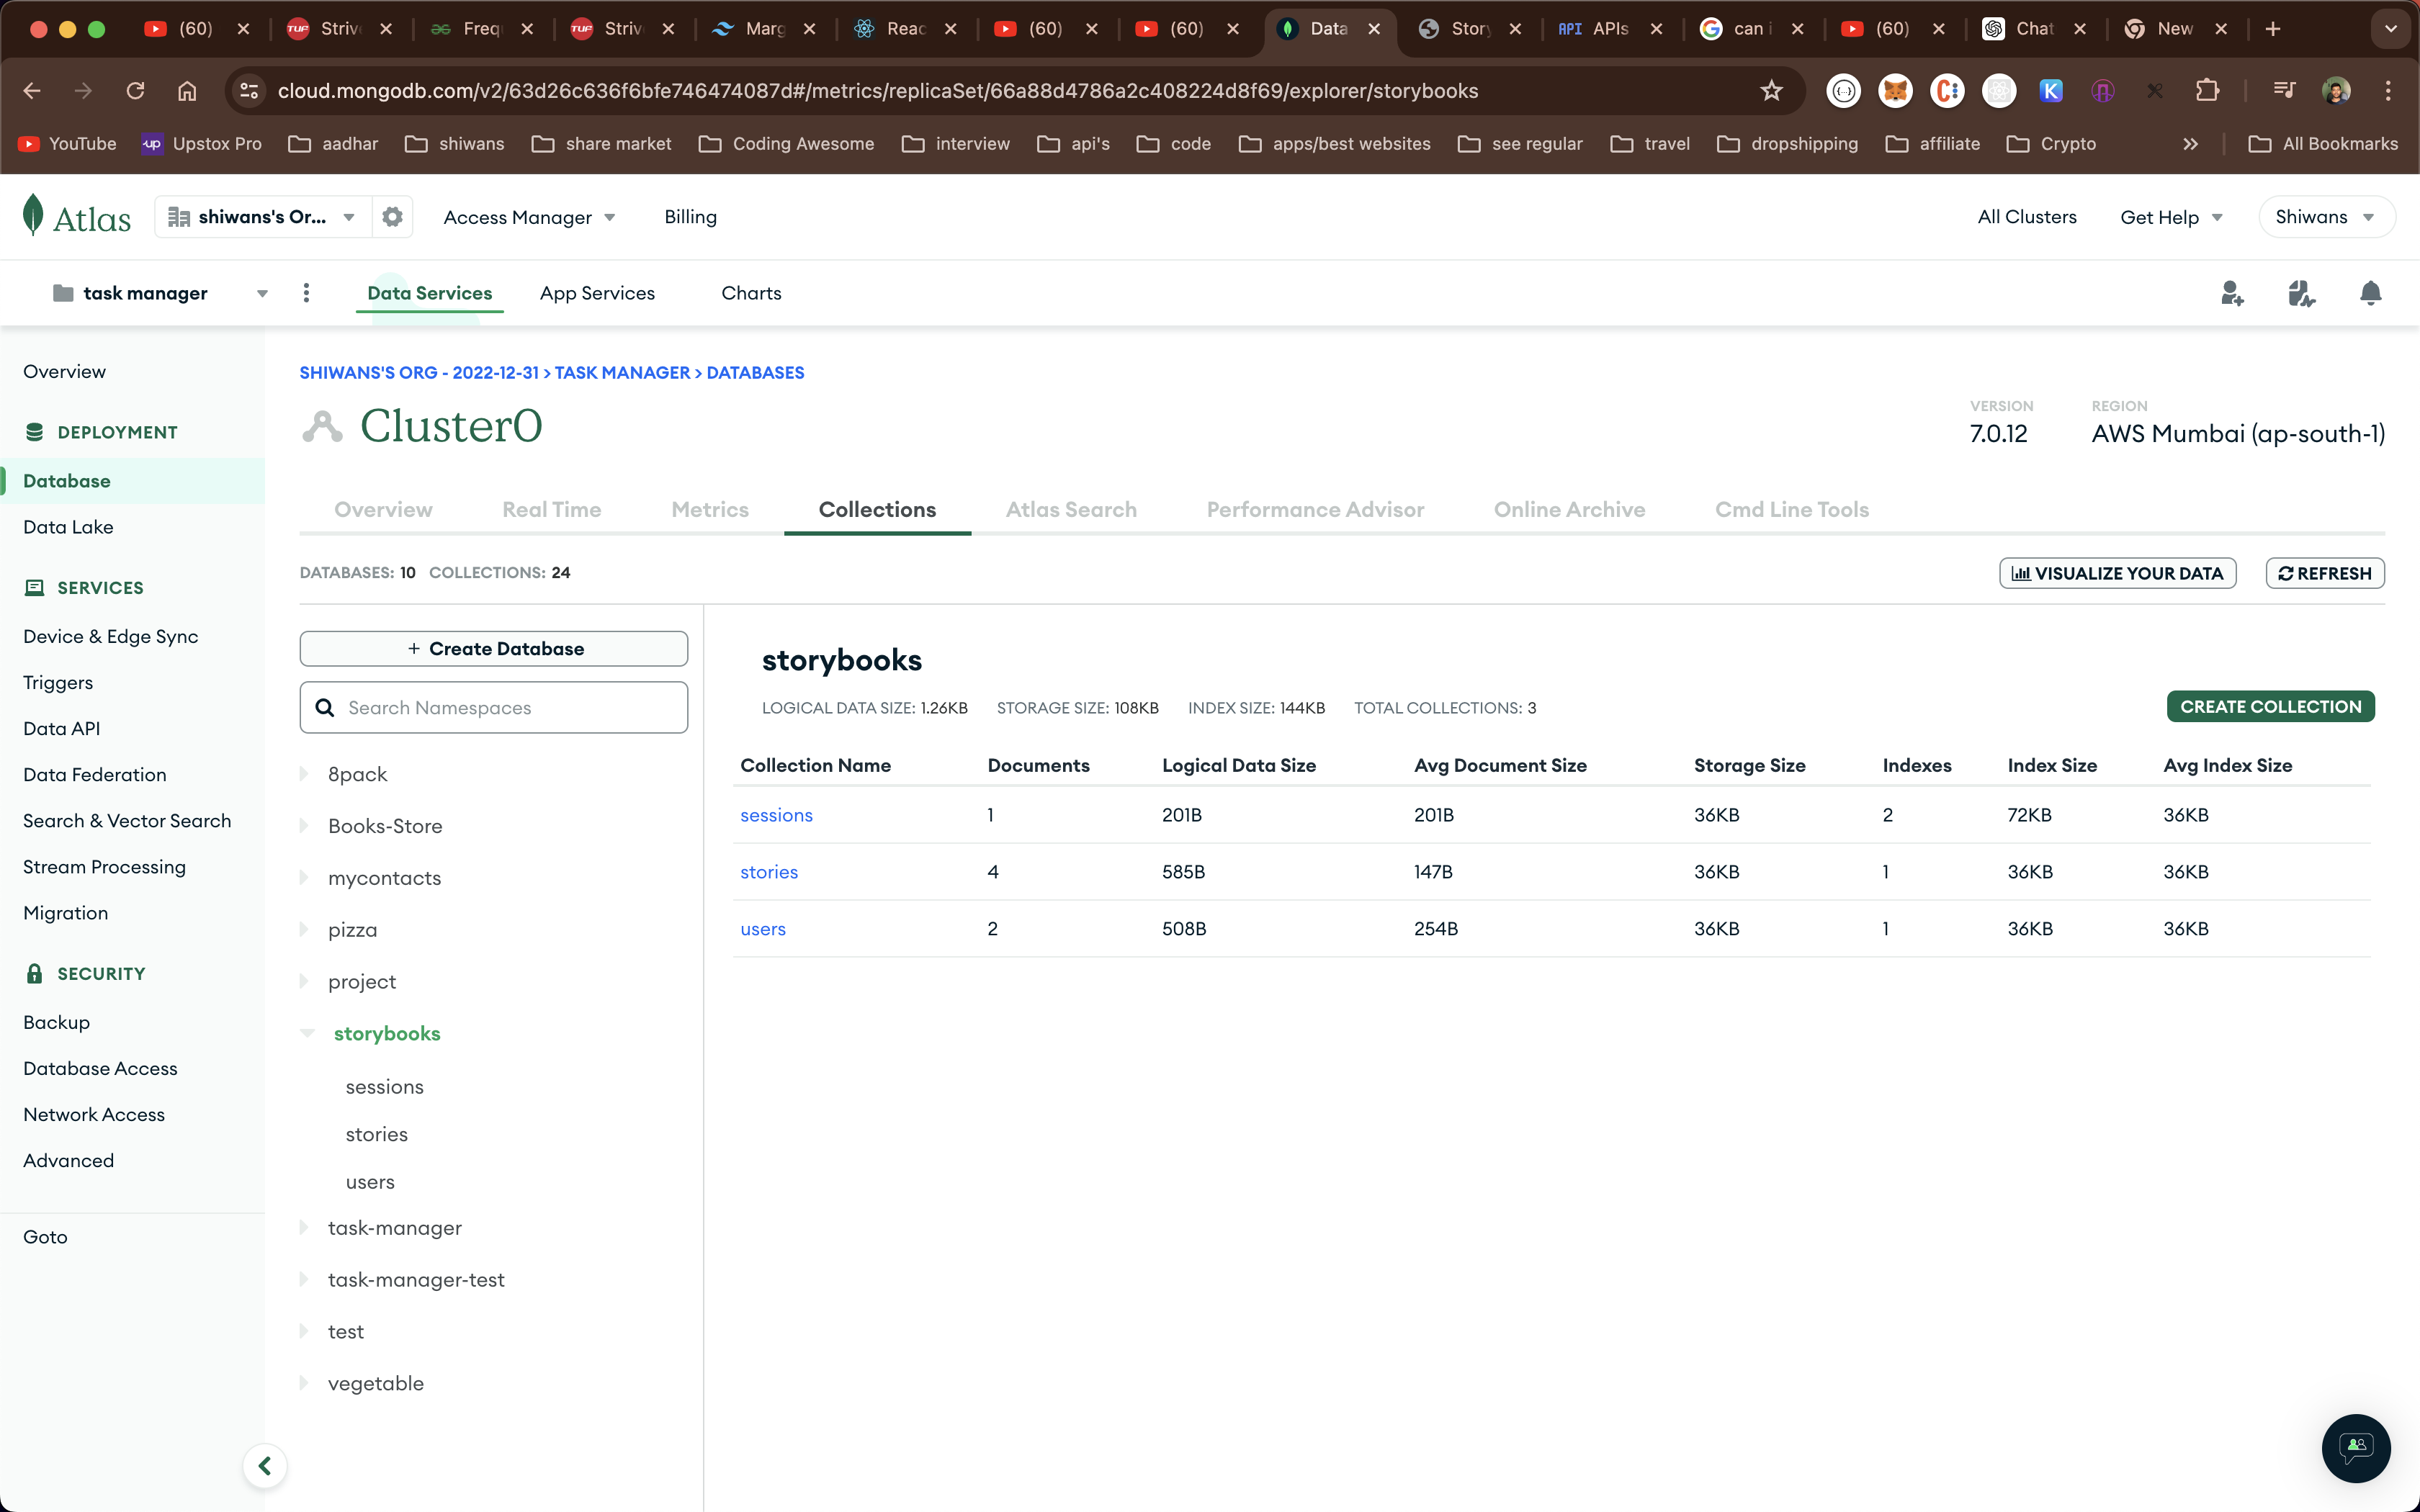 (60)
Strive
Freq
Striv
Marg
Reac
(60)
(60)
Data
Story
API APIs
can i
(60)
Chat
New
cloud.mongodb.com/v2/63d26c636f6bfe746474087d#/metrics/replicaSet/66a88d4786a2c408224d8f69/explorer/storybooks
YouTube
up Upstox Pro
aadhar
shiwans
share market
Coding Awesome
interview
api's
code
apps/best websites
see regular
travel
dropshipping
affiliate
Crypto
All Bookmarks
Atlas
shiwans's Or...
Access Manager
Billing
All Clusters
Get Help
Shiwans
task manager
Data Services
App Services
Charts
Overview
DEPLOYMENT
Database
Data Lake
SERVICES
Device & Edge Sync
Triggers
Data API
Data Federation
Search & Vector Search
Stream Processing
Migration
SECURITY
Backup
Database Access
Network Access
Advanced
Goto
SHIWANS'S ORG - 2022-12-31 > TASK MANAGER > DATABASES
Cluster0
VERSION
7.0.12
REGION
AWS Mumbai (ap-south-1)
Overview
Real Time
Metrics
Collections
Atlas Search
Performance Advisor
Online Archive
Cmd Line Tools
DATABASES: 10 COLLECTIONS: 24
VISUALIZE YOUR DATA
REFRESH
+ Create Database
Search Namespaces
8pack
Books-Store
mycontacts
pizza
project
storybooks
sessions
stories
users
task-manager
task-manager-test
test
vegetable
storybooks
LOGICAL DATA SIZE: 1.26KB STORAGE SIZE: 108KB INDEX SIZE: 144KB TOTAL COLLECTIONS: 3
CREATE COLLECTION
Collection Name Documents Logical Data Size Avg Document Size Storage Size Indexes Index Size Avg Index Size
sessions 1 201B 201B 36KB 2 72KB 36KB
stories 4 585B 147B 36KB 1 36KB 36KB
users 2 508B 254B 36KB 1 36KB 36KB